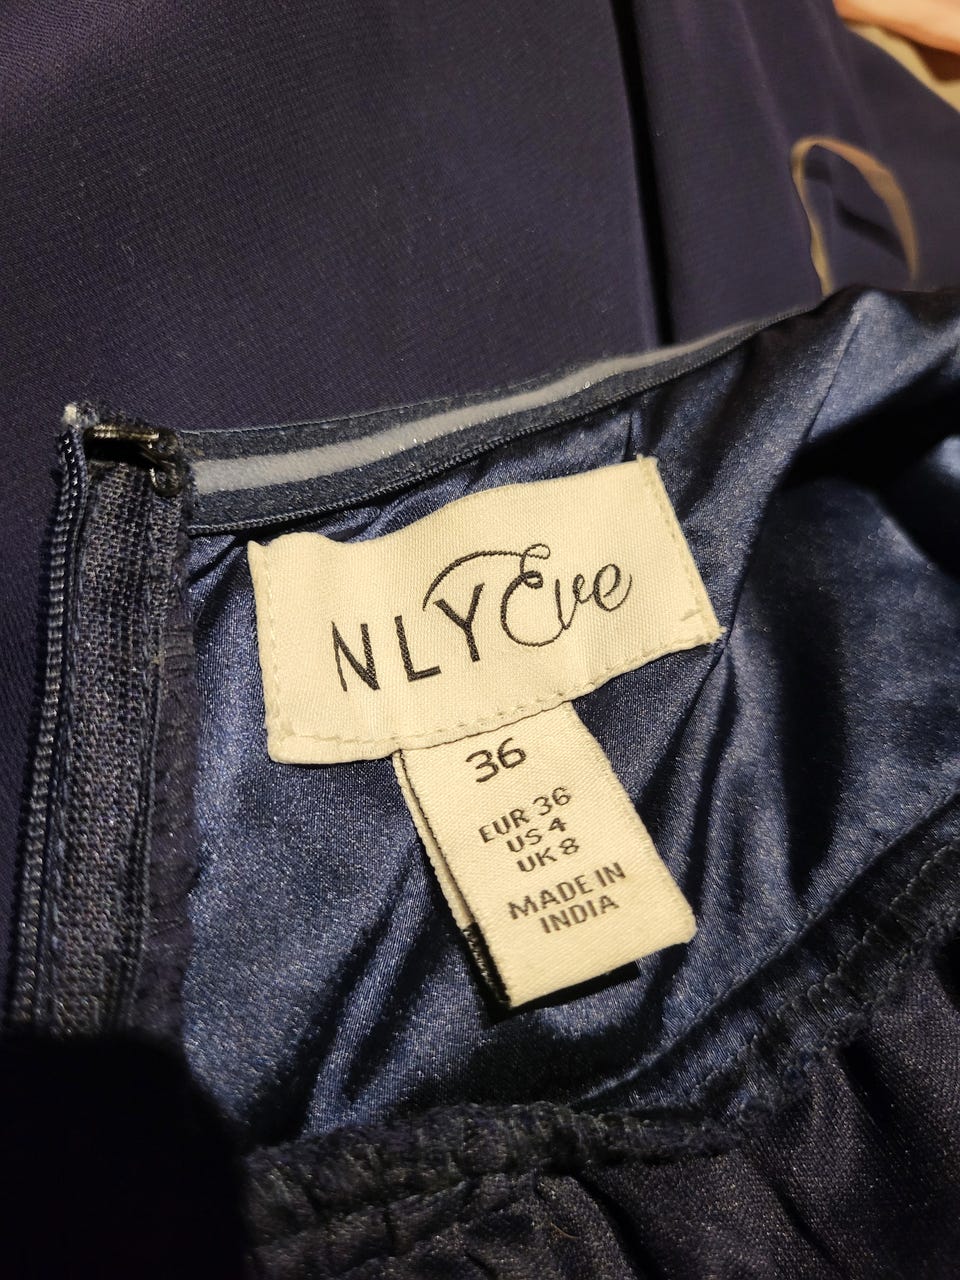 NLY Eve
36
EUR 36
US 4
UK 8
MADE IN
INDIA